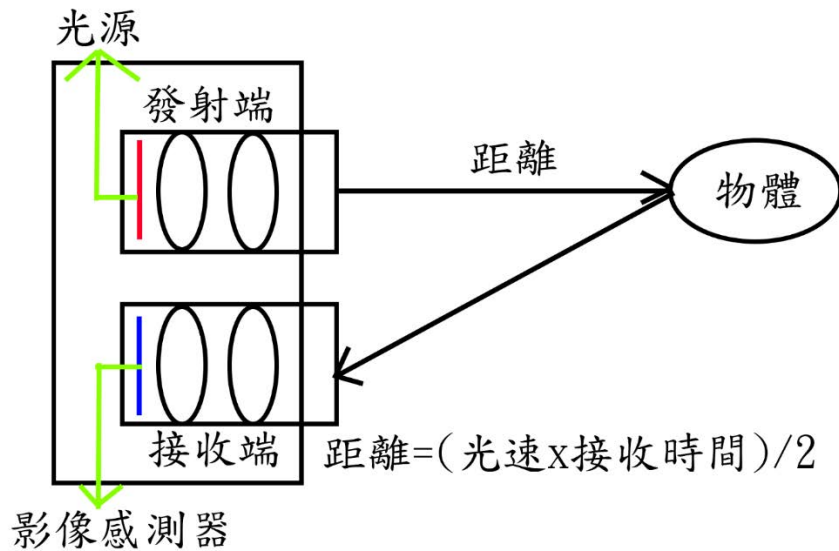 光源
發射端
距離
物體
接收端
距離=(光速x接收時間)/2
影像感測器